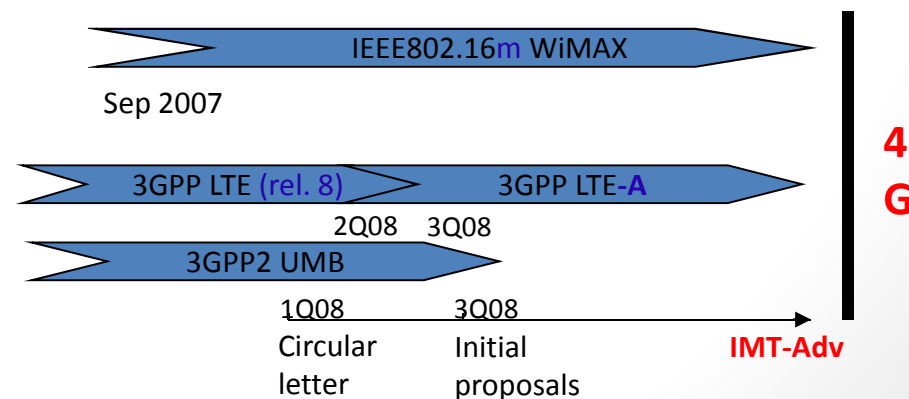 IEEE802.16m WiMAX
Sep 2007
3GPP LTE (rel. 8)
3GPP LTE-A
4
G
2Q08
3Q08
3GPP2 UMB
1Q08
3Q08
Circular
letter
Initial
proposals
IMT-Adv